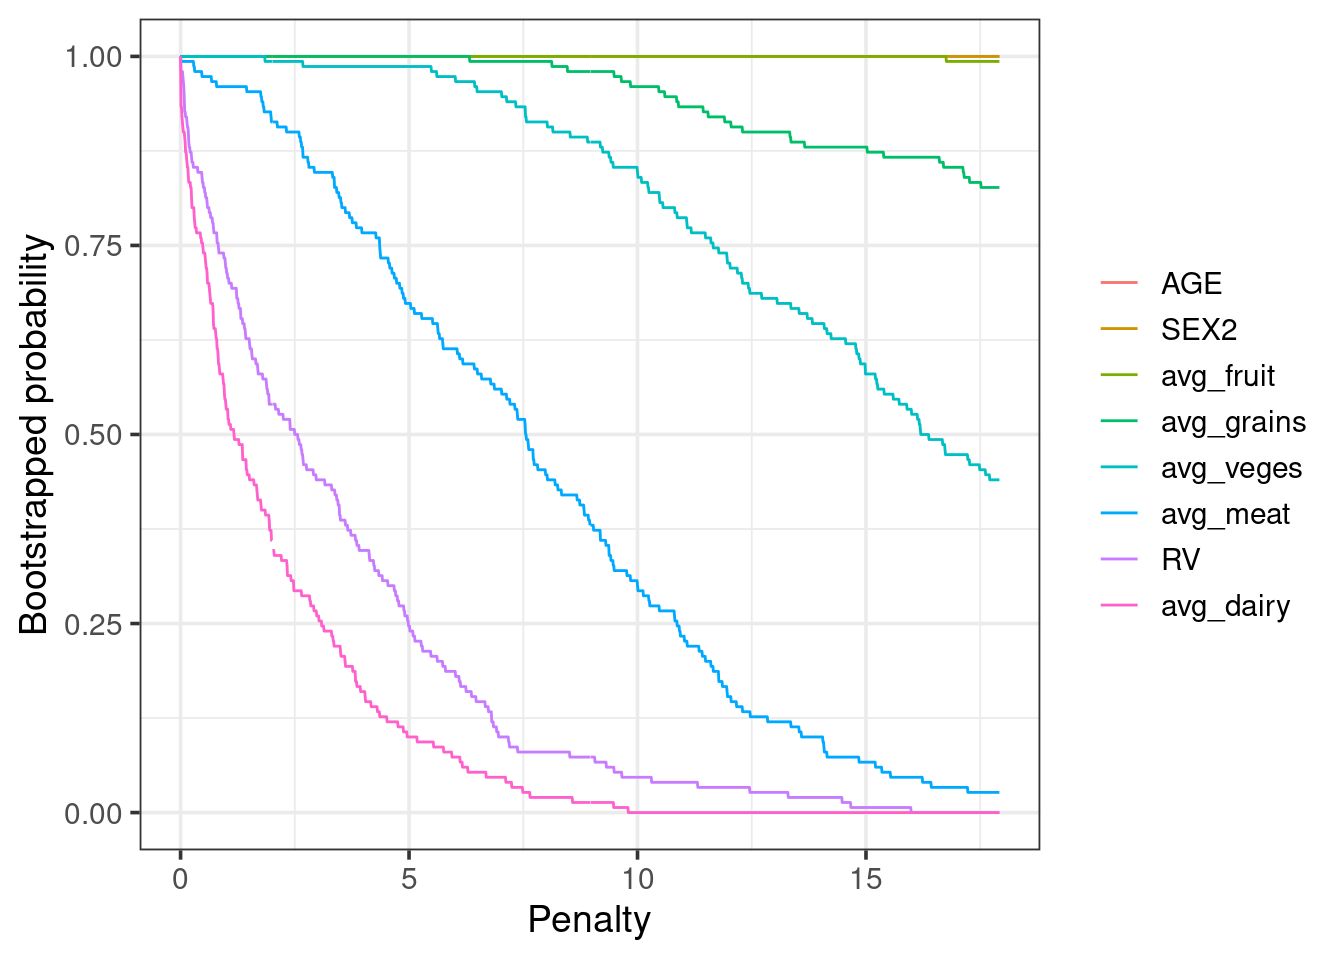 Bootstrapped probability
1.00
0.75
0.50
0.25
0.00
0 5 10 15
Penalty
AGE
SEX2
avg_fruit
avg_grains
avg_veges
avg_meat
RV
avg_dairy